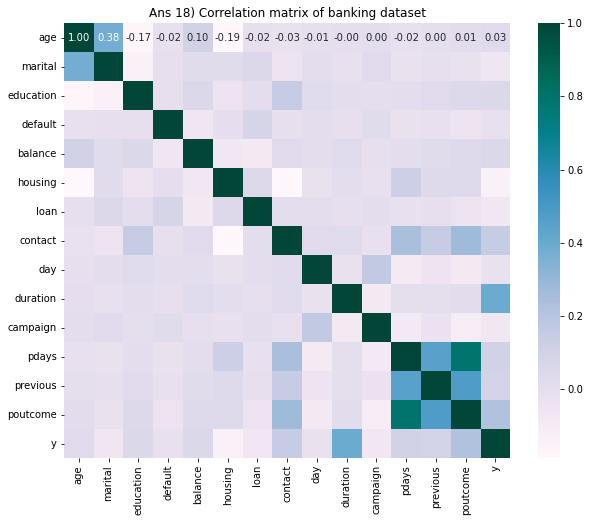 Ans 18) Correlation matrix of banking dataset
age 1.00 0.38 -0.17 -0.02 0.10 -0.19 -0.02 -0.03 -0.01 -0.00 0.00 -0.02 0.00 0.01 0.03
marital
education
default
balance
housing
loan
contact
day
duration
campaign
pdays
previous
poutcome
y
age marital education default balance housing loan contact day duration campaign pdays previous poutcome y
1.0
0.8
0.6
0.4
0.2
0.0